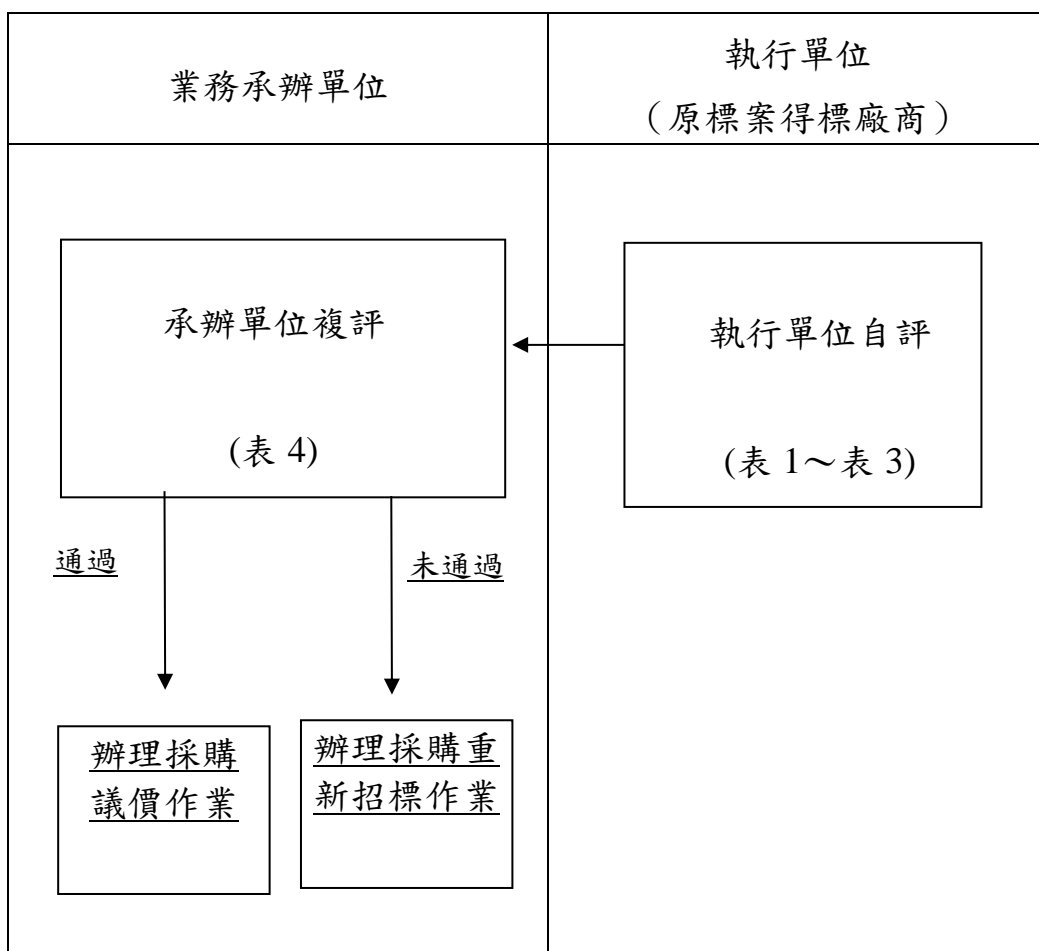 業務承辦單位
執行單位
（原標案得標廠商）
承辦單位複評
(表 4)
執行單位自評
(表 1～表 3)
通過
未通過
辦理採購
議價作業
辦理採購重
新招標作業